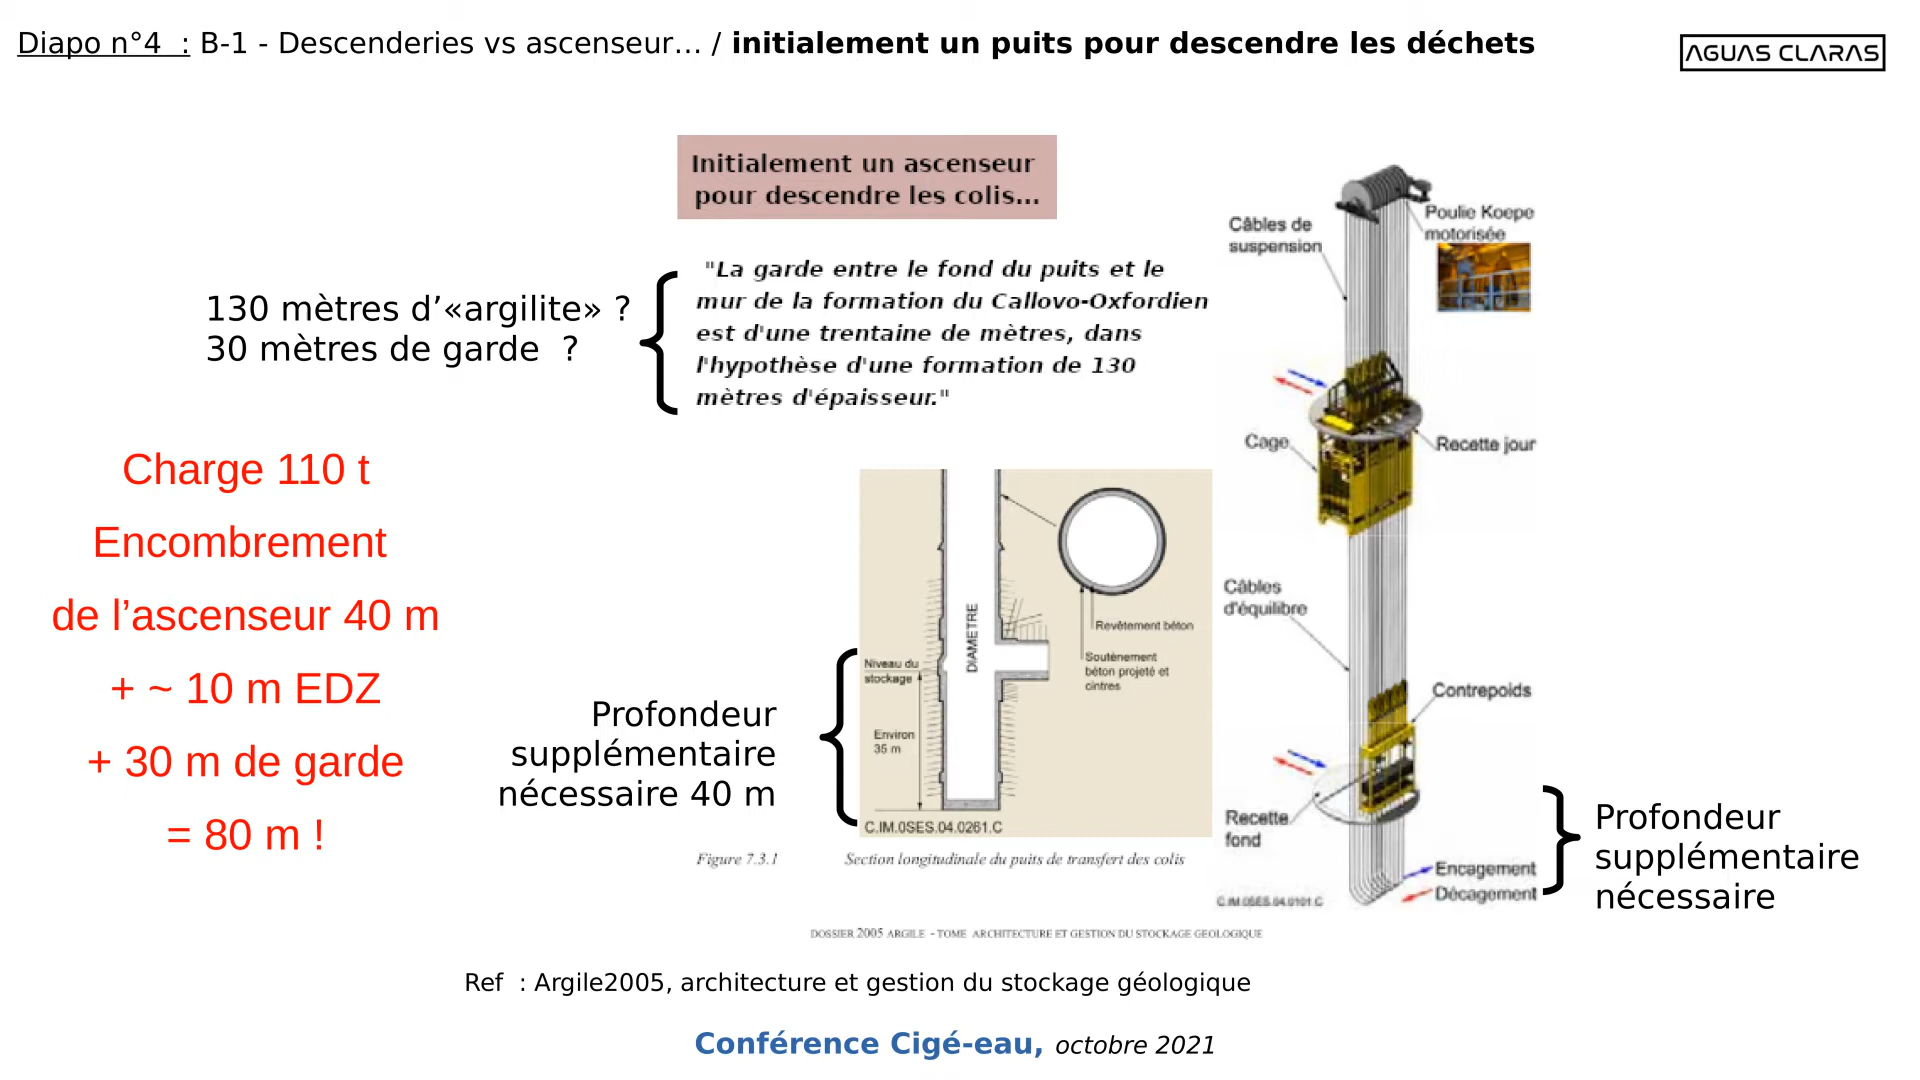 Diapo n°4  : B-1 - Descenderies vs ascenseur... / initialement un puits pour descendre les déchets
AGUAS CLARAS
Initialement un ascenseur
pour descendre les colis...
"La garde entre le fond du puits et le
mur de la formation du Callovo-Oxfordien
est d'une trentaine de mètres, dans
l'hypothèse d'une formation de 130
mètres d'épaisseur."
130 mètres d’«argilite» ?
30 mètres de garde  ?
Charge 110 t
Encombrement
de l’ascenseur 40 m
+ ~ 10 m EDZ
+ 30 m de garde
= 80 m !
Profondeur
supplémentaire
nécessaire 40 m
DIAMETRE
Niveau du
stockage
Environ
35 m
Revêtement béton
Soutènement
béton projeté et
cintres
C.IM.0SES.04.0261.C
Figure 7.3.1 Section longitudinale du puits de transfert des colis
Câbles de
suspension
Poulie Koepe
motorisée
Cage
Recette jour
Câbles
d'équilibre
Contrepoids
Recette
fond
Encagement
Décagement
C.IM.0SES.04.0101.C
Profondeur
supplémentaire
nécessaire
DOSSIER 2005 ARGILE - TOME ARCHITECTURE ET GESTION DU STOCKAGE GEOLOGIQUE
Ref  : Argile2005, architecture et gestion du stockage géologique
Conférence Cigé-eau, octobre 2021